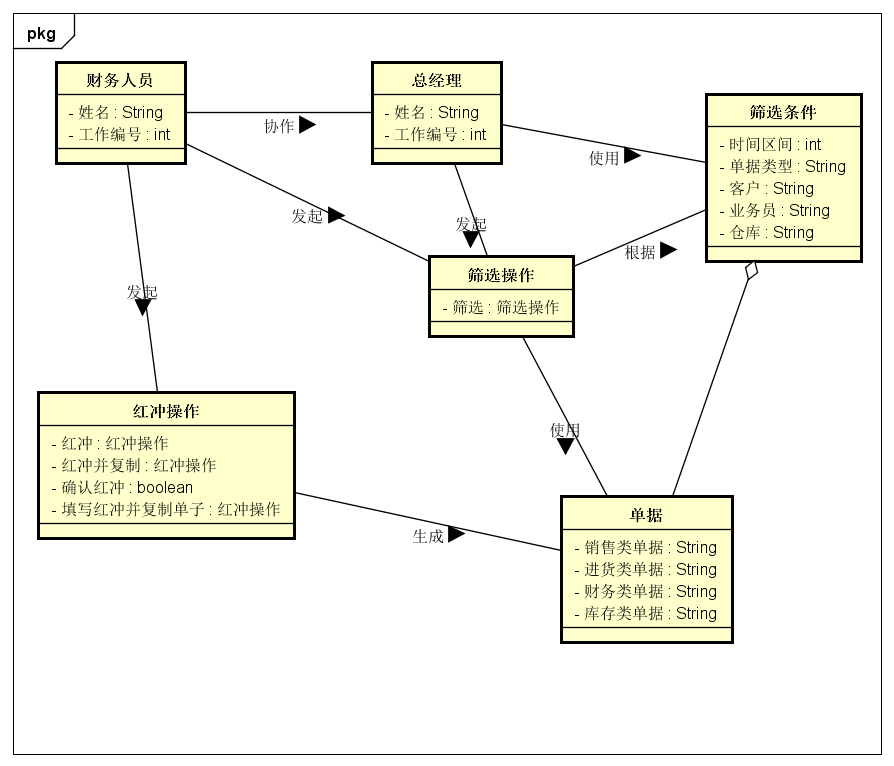 pkg
财务人员
- 姓名 : String
- 工作编号 : int
总经理
- 姓名 : String
- 工作编号 : int
筛选条件
- 时间区间 : int
- 单据类型 : String
- 客户 : String
- 业务员 : String
- 仓库 : String
协作
使用
发起
发起
根据
筛选操作
- 筛选 : 筛选操作
发起
红冲操作
- 红冲 : 红冲操作
- 红冲并复制 : 红冲操作
- 确认红冲 : boolean
- 填写红冲并复制单子 : 红冲操作
使用
生成
单据
- 销售类单据 : String
- 进货类单据 : String
- 财务类单据 : String
- 库存类单据 : String